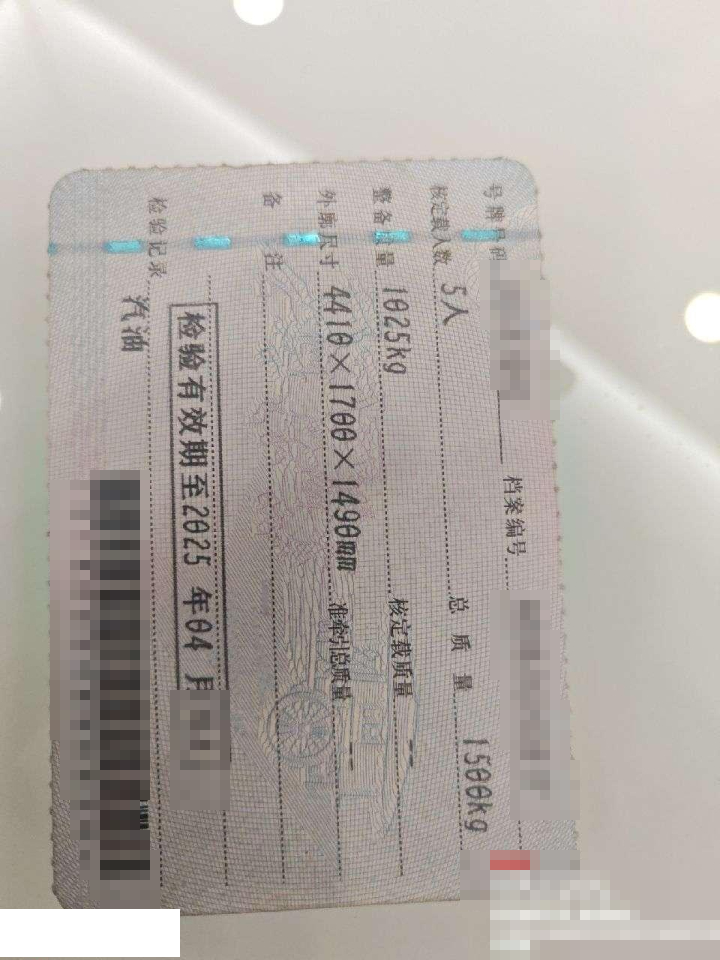 号牌号码 档案编号
核定载人数 5人 总质量 1500kg
整备质量 1025kg 核定载质量 --
外廓尺寸 4410×1700×1490mm 准牵引总质量 --
备注
检验有效期至2025 年04 月
检验记录
汽油